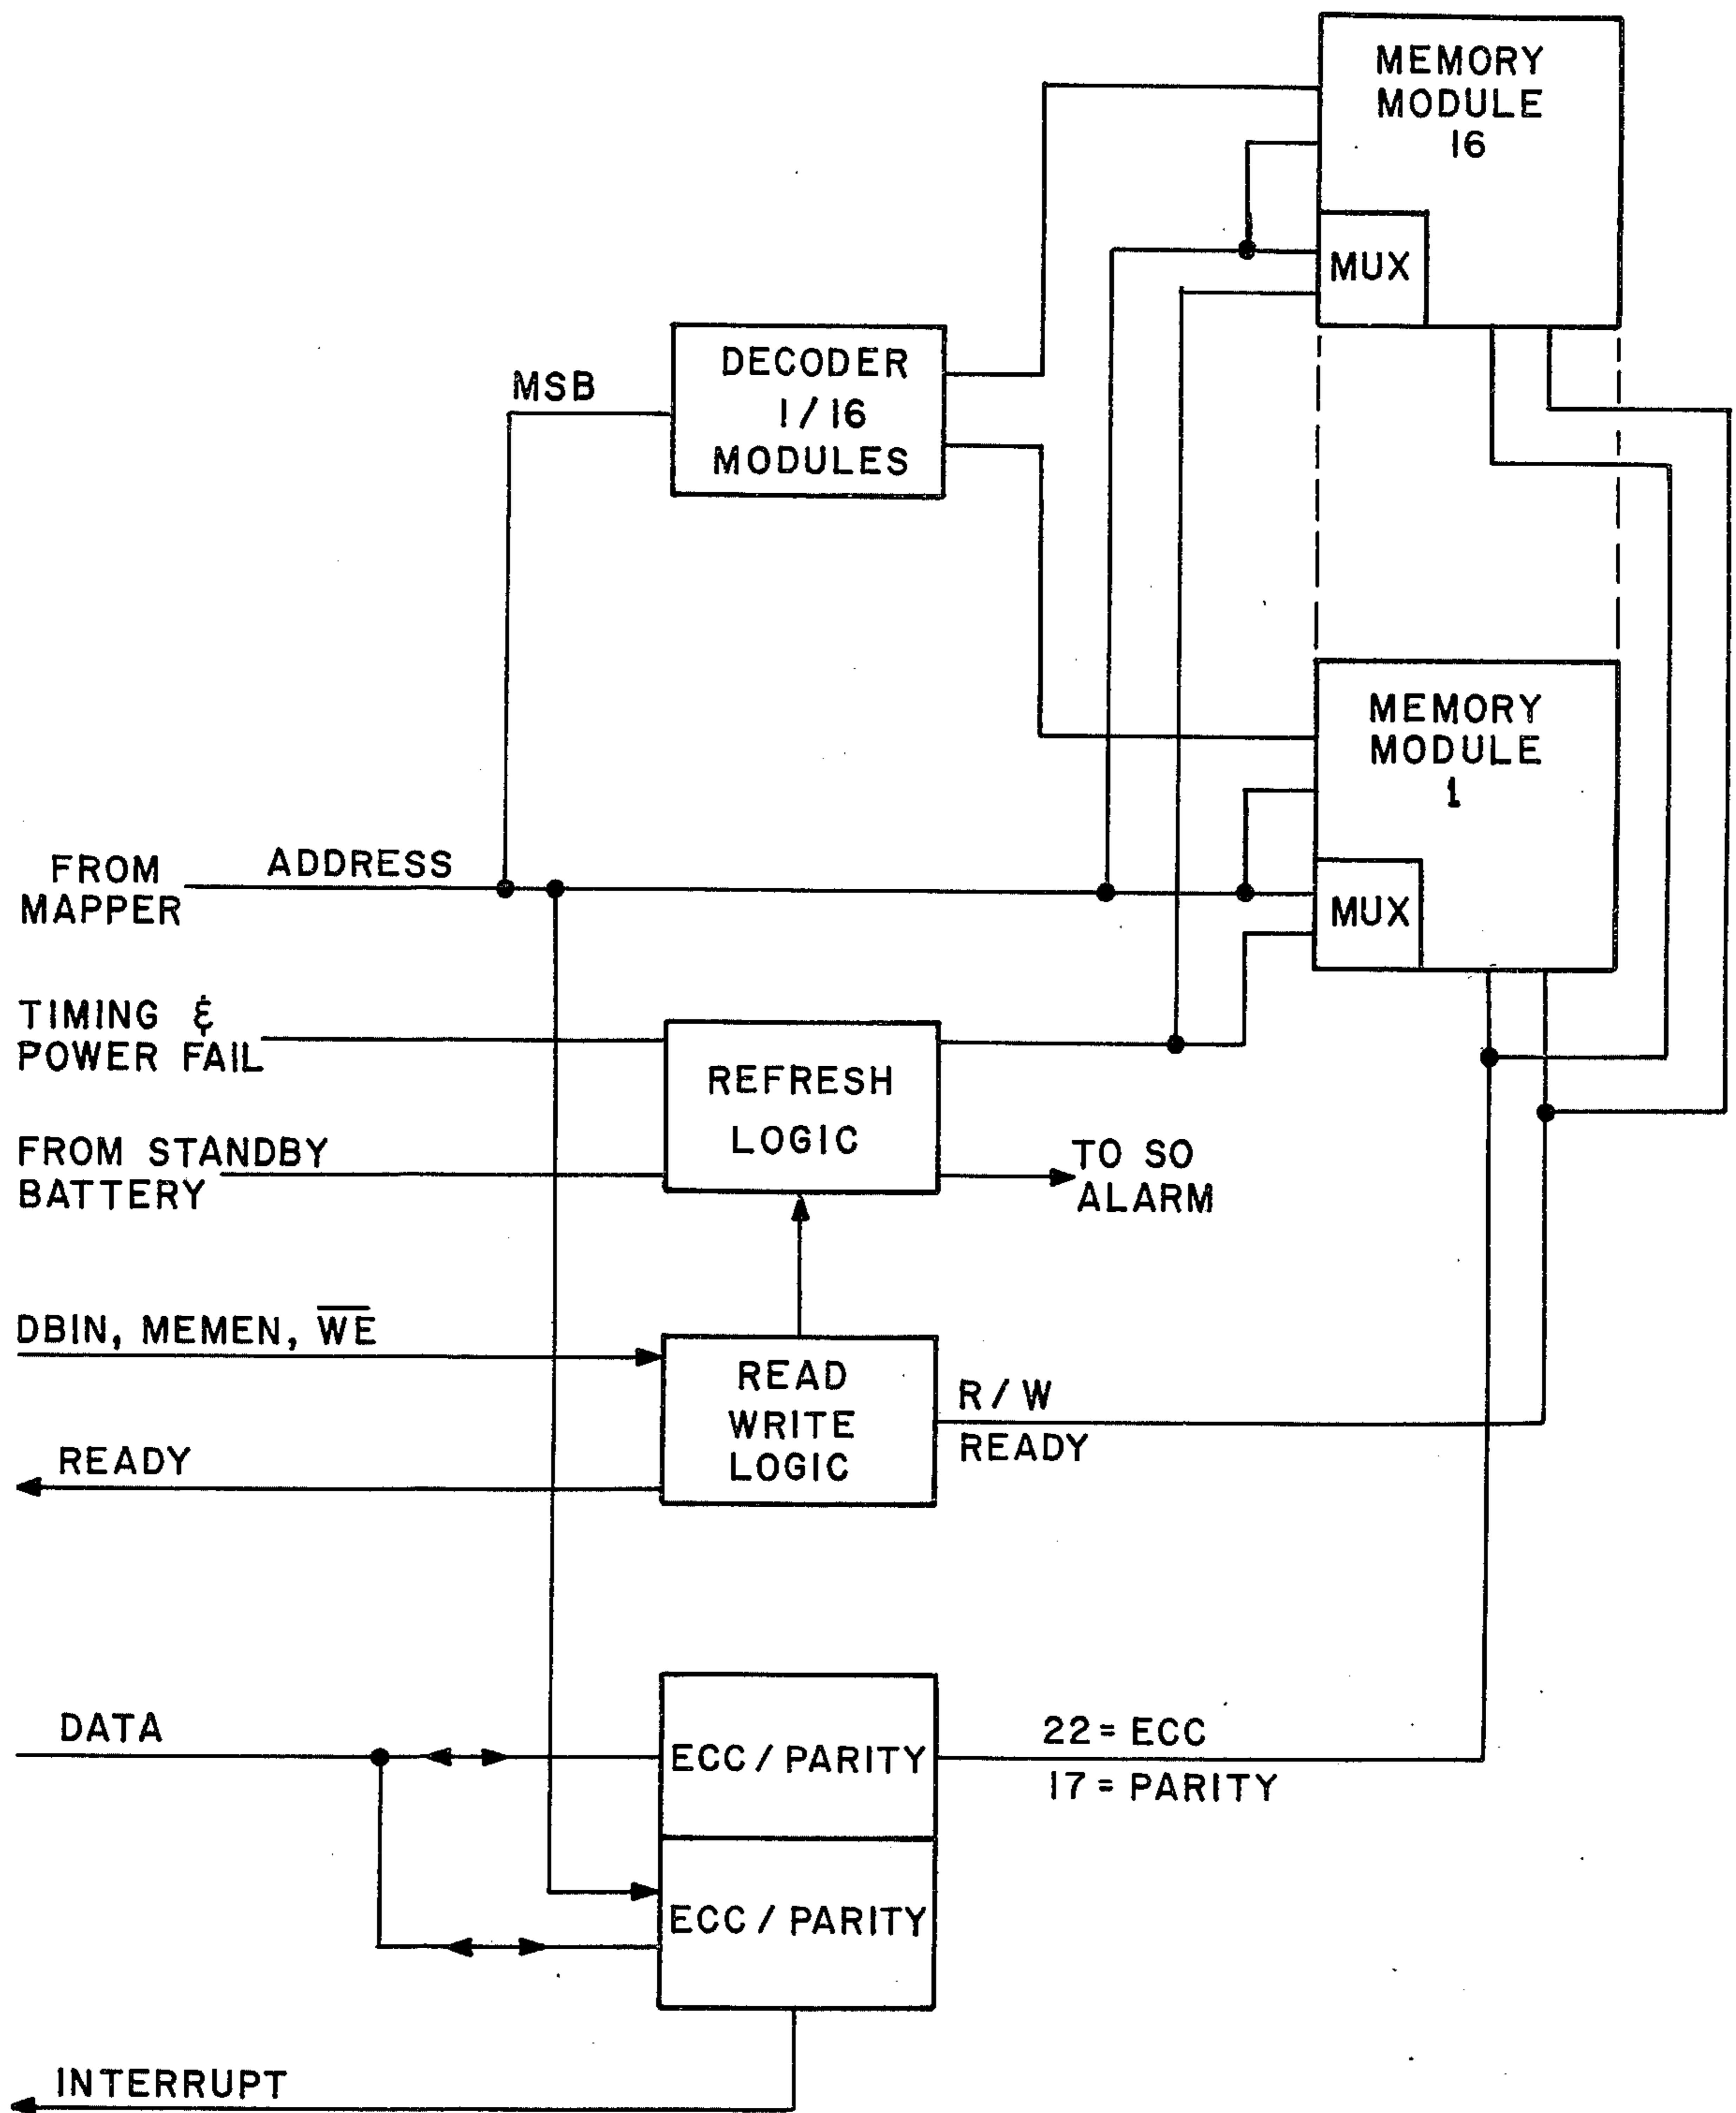 MEMORY
MODULE
16
MUX
DECODER
1/16
MODULES
MSB
MEMORY
MODULE
1
MUX
FROM
MAPPER
ADDRESS
TIMING &
POWER FAIL
REFRESH
LOGIC
FROM STANDBY
BATTERY
TO SO
ALARM
DBIN, MEMEN, W̅E̅
READ
WRITE
LOGIC
R/W
READY
READY
DATA
ECC/PARITY
22=ECC
17=PARITY
ECC/PARITY
INTERRUPT